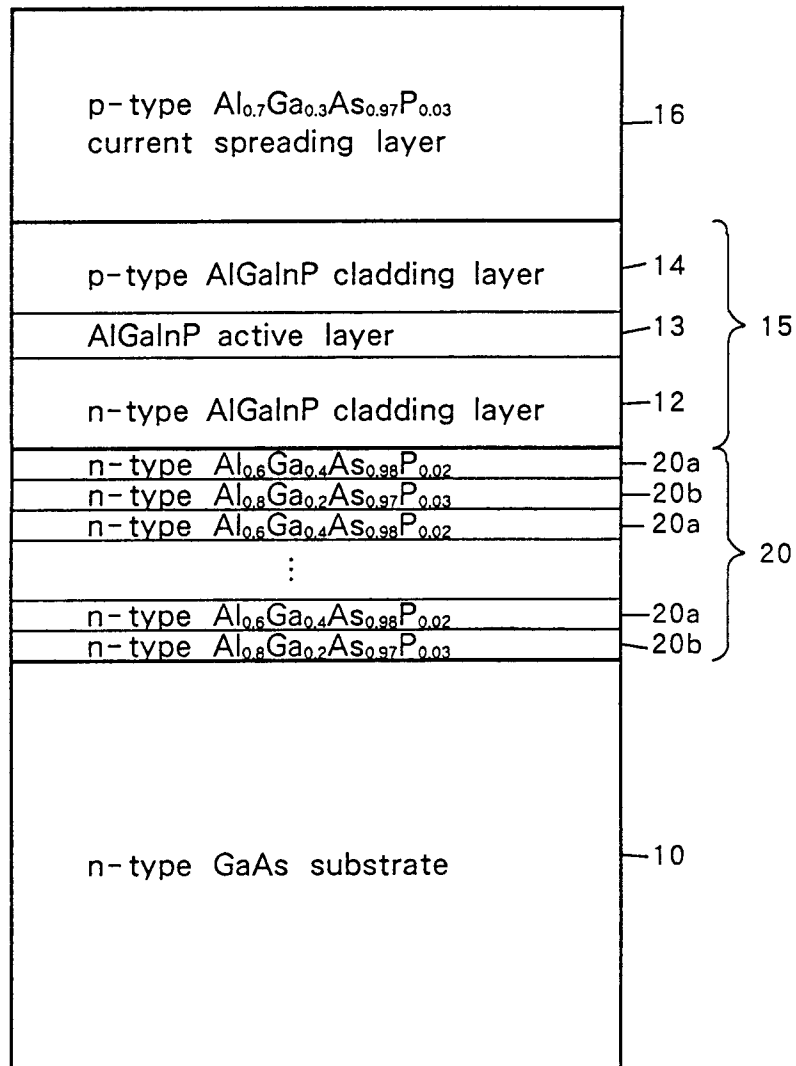 p-type Al0.7Ga0.3As0.97P0.03
current spreading layer
16
p-type AlGaInP cladding layer
14
AlGaInP active layer
13
15
n-type AlGaInP cladding layer
12
n-type Al0.6Ga0.4As0.98P0.02
20a
n-type Al0.8Ga0.2As0.97P0.03
20b
n-type Al0.6Ga0.4As0.98P0.02
20a
⋮
20
n-type Al0.6Ga0.4As0.98P0.02
20a
n-type Al0.8Ga0.2As0.97P0.03
20b
n-type GaAs substrate
10